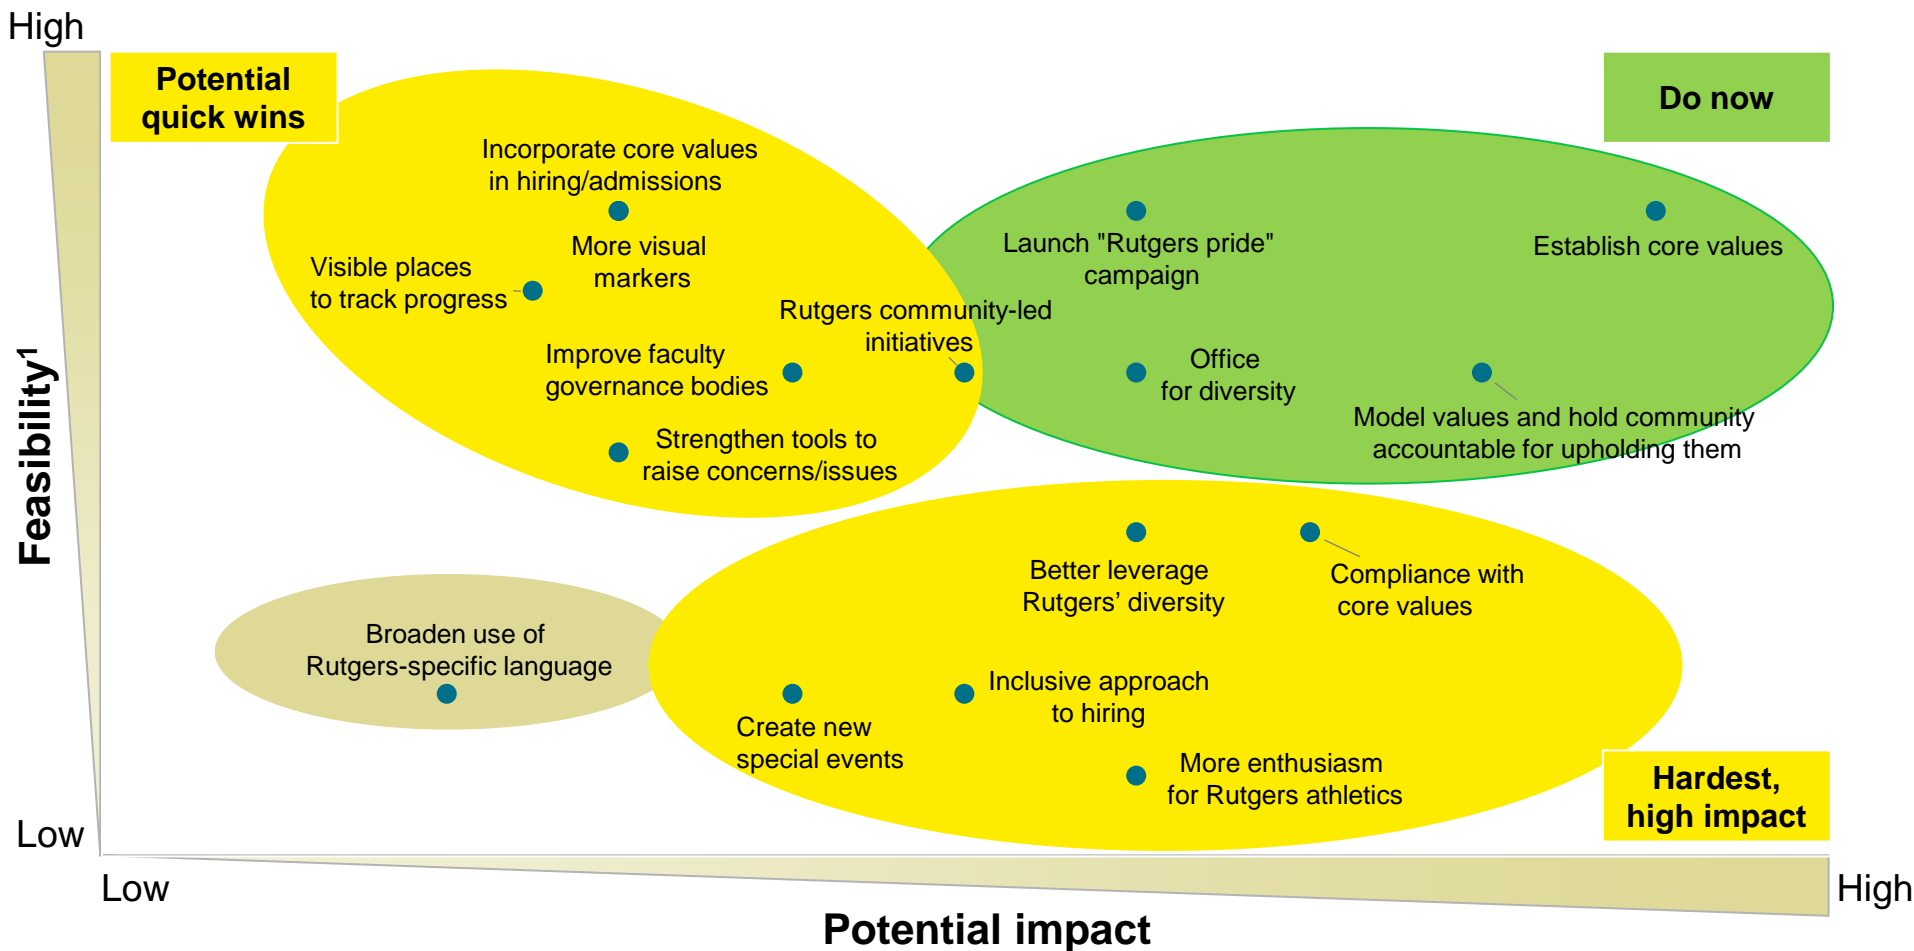 High
Potential
quick wins
Do now
Incorporate core values
in hiring/admissions
More visual
markers
Visible places
to track progress
Launch "Rutgers pride"
campaign
Establish core values
Rutgers community-led
initiatives
Improve faculty
governance bodies
Office
for diversity
Model values and hold community
accountable for upholding them
Strengthen tools to
raise concerns/issues
Feasibility¹
Better leverage
Rutgers’ diversity
Compliance with
core values
Broaden use of
Rutgers-specific language
Inclusive approach
to hiring
Create new
special events
More enthusiasm
for Rutgers athletics
Hardest,
high impact
Low
Low
High
Potential impact